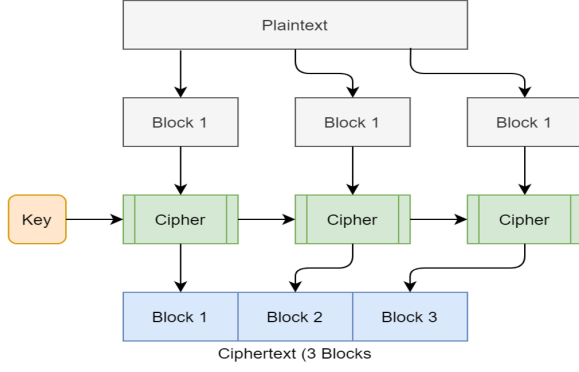 Plaintext
Block 1 Block 1 Block 1
Key Cipher Cipher Cipher
Block 1 Block 2 Block 3
Ciphertext (3 Blocks